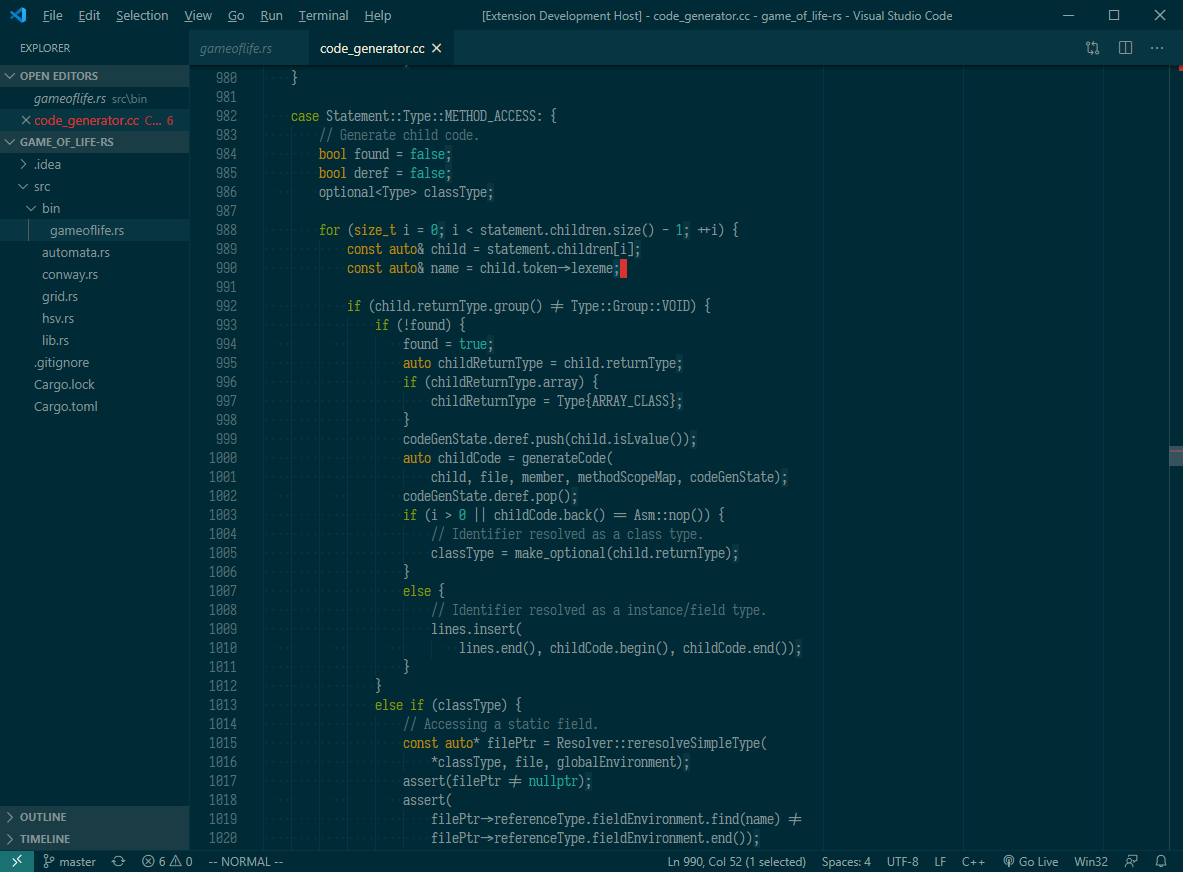 File Edit Selection View Go Run Terminal Help [Extension Development Host] - code_generator.cc - game_of_life-rs - Visual Studio Code
EXPLORER
gameoflife.rs code_generator.cc
OPEN EDITORS
gameoflife.rs src\bin
code_generator.cc C... 6
GAME_OF_LIFE-RS
.idea
src
bin
gameoflife.rs
automata.rs
conway.rs
grid.rs
hsv.rs
lib.rs
.gitignore
Cargo.lock
Cargo.toml
OUTLINE
TIMELINE
980 }
981
982 case Statement::Type::METHOD_ACCESS: {
983 // Generate child code.
984 bool found = false;
985 bool deref = false;
986 optional<Type> classType;
987
988 for (size_t i = 0; i < statement.children.size() - 1; ++i) {
989 const auto& child = statement.children[i];
990 const auto& name = child.token->lexeme;
991
992 if (child.returnType.group() != Type::Group::VOID) {
993 if (!found) {
994 found = true;
995 auto childReturnType = child.returnType;
996 if (childReturnType.array) {
997 childReturnType = Type{ARRAY_CLASS};
998 }
999 codeGenState.deref.push(child.isLvalue());
1000 auto childCode = generateCode(
1001 child, file, member, methodScopeMap, codeGenState);
1002 codeGenState.deref.pop();
1003 if (i > 0 || childCode.back() == Asm::nop()) {
1004 // Identifier resolved as a class type.
1005 classType = make_optional(child.returnType);
1006 }
1007 else {
1008 // Identifier resolved as a instance/field type.
1009 lines.insert(
1010 lines.end(), childCode.begin(), childCode.end());
1011 }
1012 }
1013 else if (classType) {
1014 // Accessing a static field.
1015 const auto* filePtr = Resolver::reresolveSimpleType(
1016 *classType, file, globalEnvironment);
1017 assert(filePtr != nullptr);
1018 assert(
1019 filePtr->referenceType.fieldEnvironment.find(name) !=
1020 filePtr->referenceType.fieldEnvironment.end());
master 6 0 -- NORMAL -- Ln 990, Col 52 (1 selected) Spaces: 4 UTF-8 LF C++ Go Live Win32